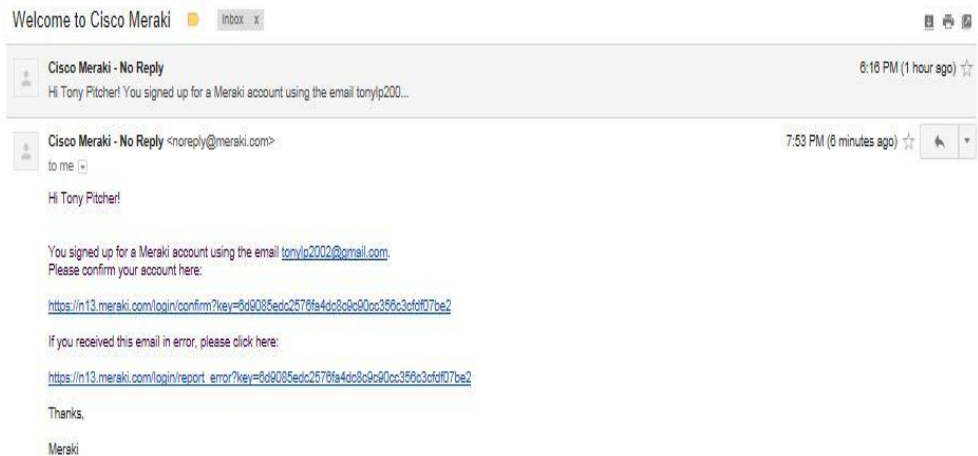 Welcome to Cisco Meraki Inbox x
Cisco Meraki - No Reply 6:16 PM (1 hour ago)
Hi Tony Pitcher! You signed up for a Meraki account using the email tonylp200...
Cisco Meraki - No Reply <noreply@meraki.com> 7:53 PM (6 minutes ago)
to me
Hi Tony Pitcher!
You signed up for a Meraki account using the email tonylp2002@gmail.com.
Please confirm your account here:
https://n13.meraki.com/login/confirm?key=6d9085edc2576fa4dc8c9c90cc356c3cfdf07be2
If you received this email in error, please click here:
https://n13.meraki.com/login/report_error?key=6d9085edc2576fa4dc8c9c90cc356c3cfdf07be2
Thanks,
Meraki